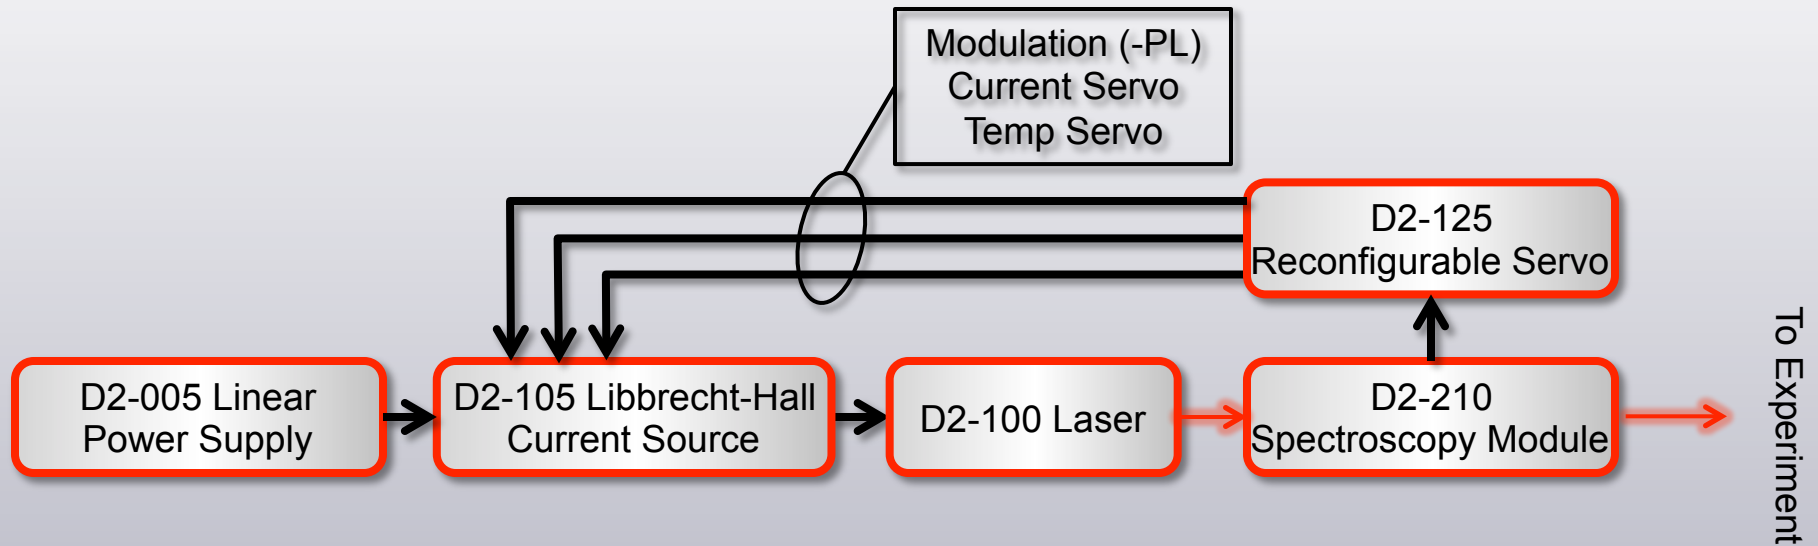 Modulation (-PL)
Current Servo
Temp Servo
D2-125
Reconfigurable Servo
D2-005 Linear
Power Supply
D2-105 Libbrecht-Hall
Current Source
D2-100 Laser
D2-210
Spectroscopy Module
To Experiment